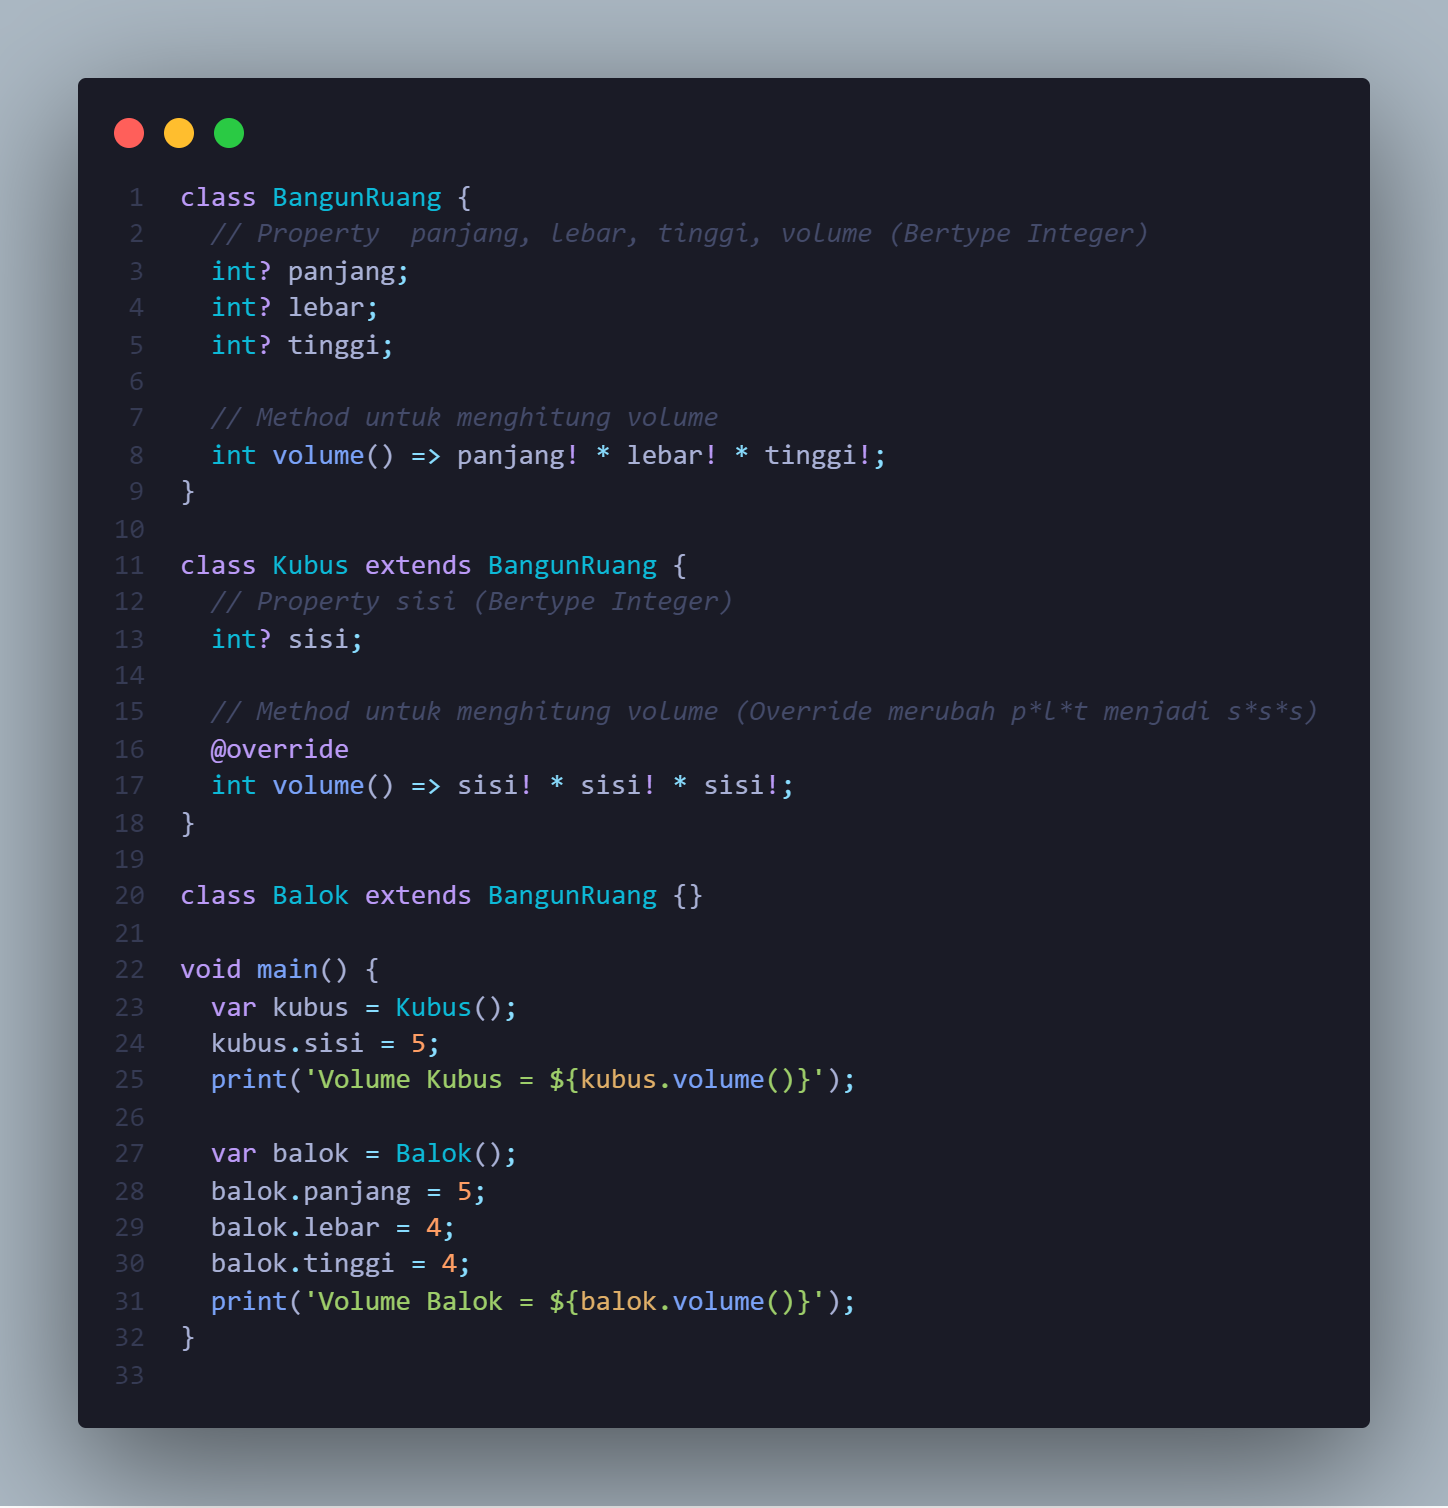 1 class BangunRuang {
2   // Property  panjang, lebar, tinggi, volume (Bertype Integer)
3   int? panjang;
4   int? lebar;
5   int? tinggi;
6
7   // Method untuk menghitung volume
8   int volume() => panjang! * lebar! * tinggi!;
9 }
10
11 class Kubus extends BangunRuang {
12   // Property sisi (Bertype Integer)
13   int? sisi;
14
15   // Method untuk menghitung volume (Override merubah p*l*t menjadi s*s*s)
16   @override
17   int volume() => sisi! * sisi! * sisi!;
18 }
19
20 class Balok extends BangunRuang {}
21
22 void main() {
23   var kubus = Kubus();
24   kubus.sisi = 5;
25   print('Volume Kubus = ${kubus.volume()}');
26
27   var balok = Balok();
28   balok.panjang = 5;
29   balok.lebar = 4;
30   balok.tinggi = 4;
31   print('Volume Balok = ${balok.volume()}');
32 }
33